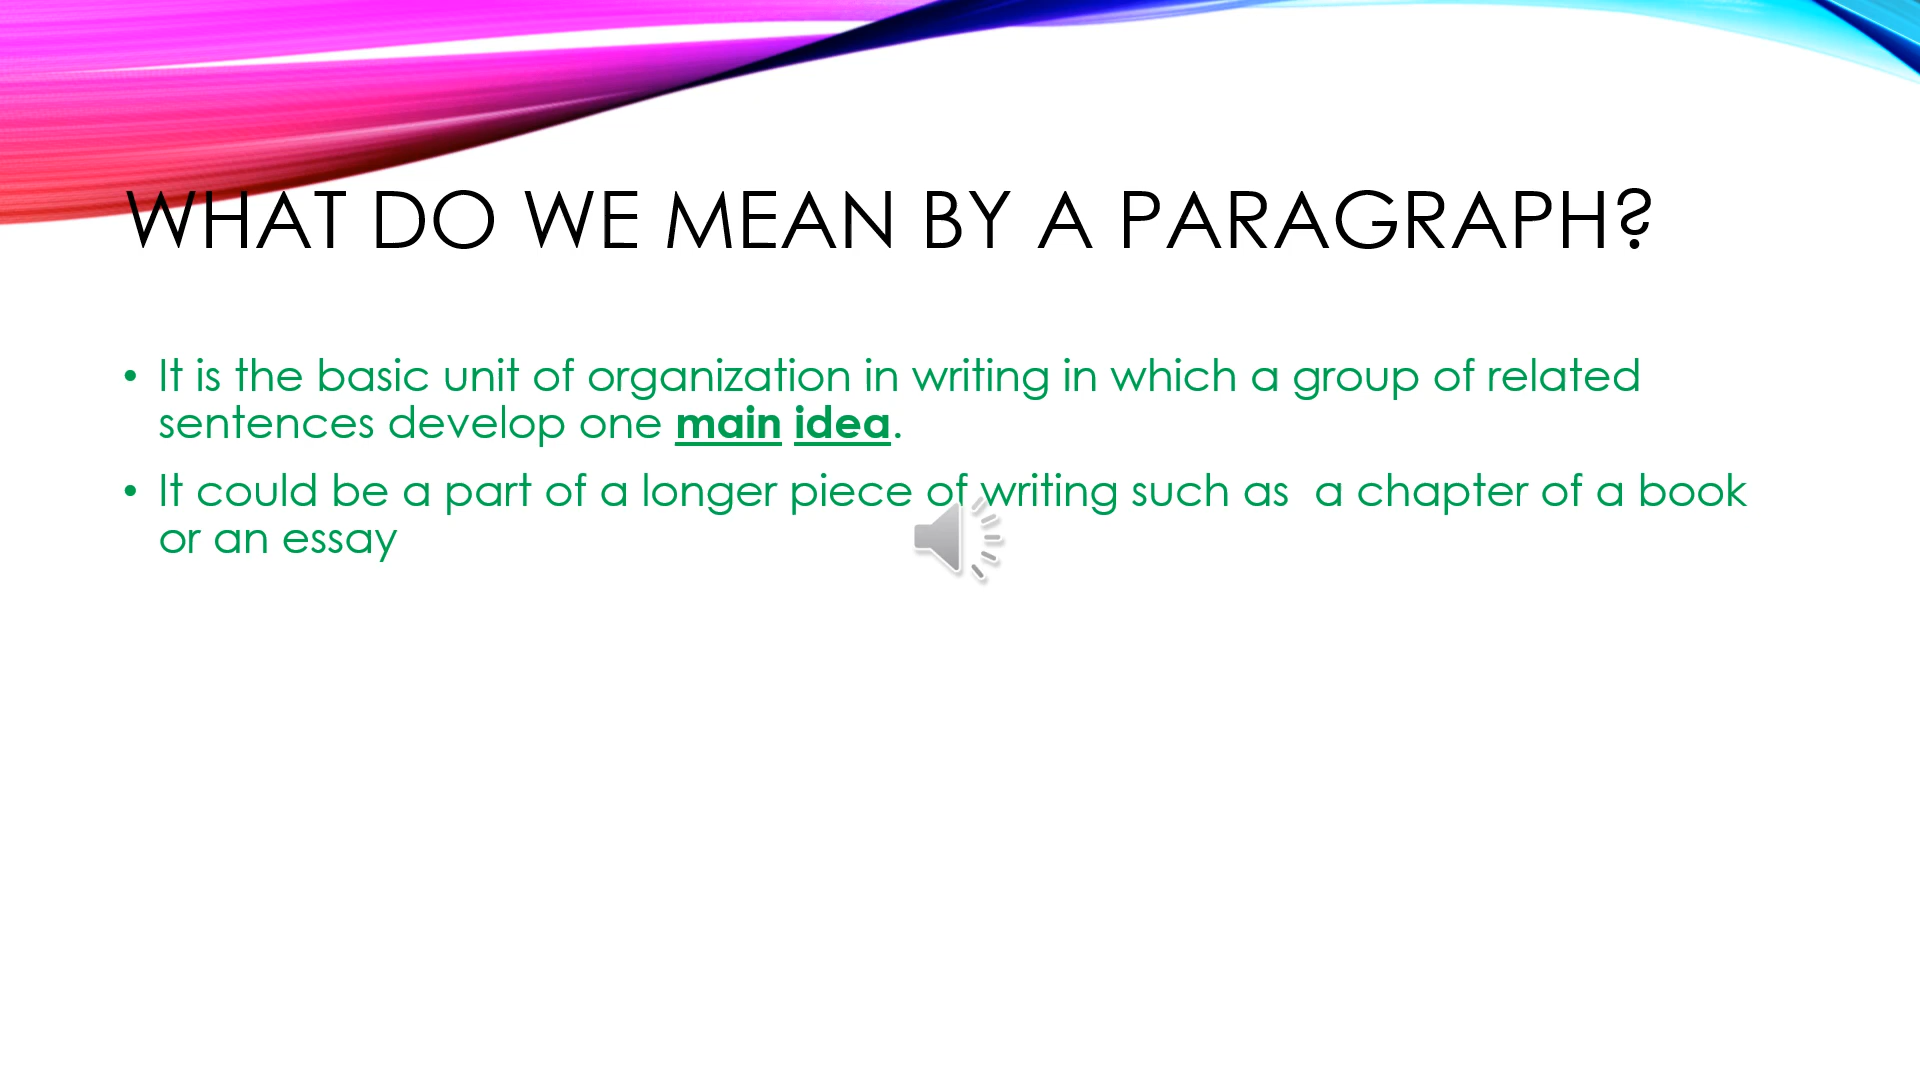 WHAT DO WE MEAN BY A PARAGRAPH?
• It is the basic unit of organization in writing in which a group of related
sentences develop one main idea.
• It could be a part of a longer piece of writing such as  a chapter of a book
or an essay